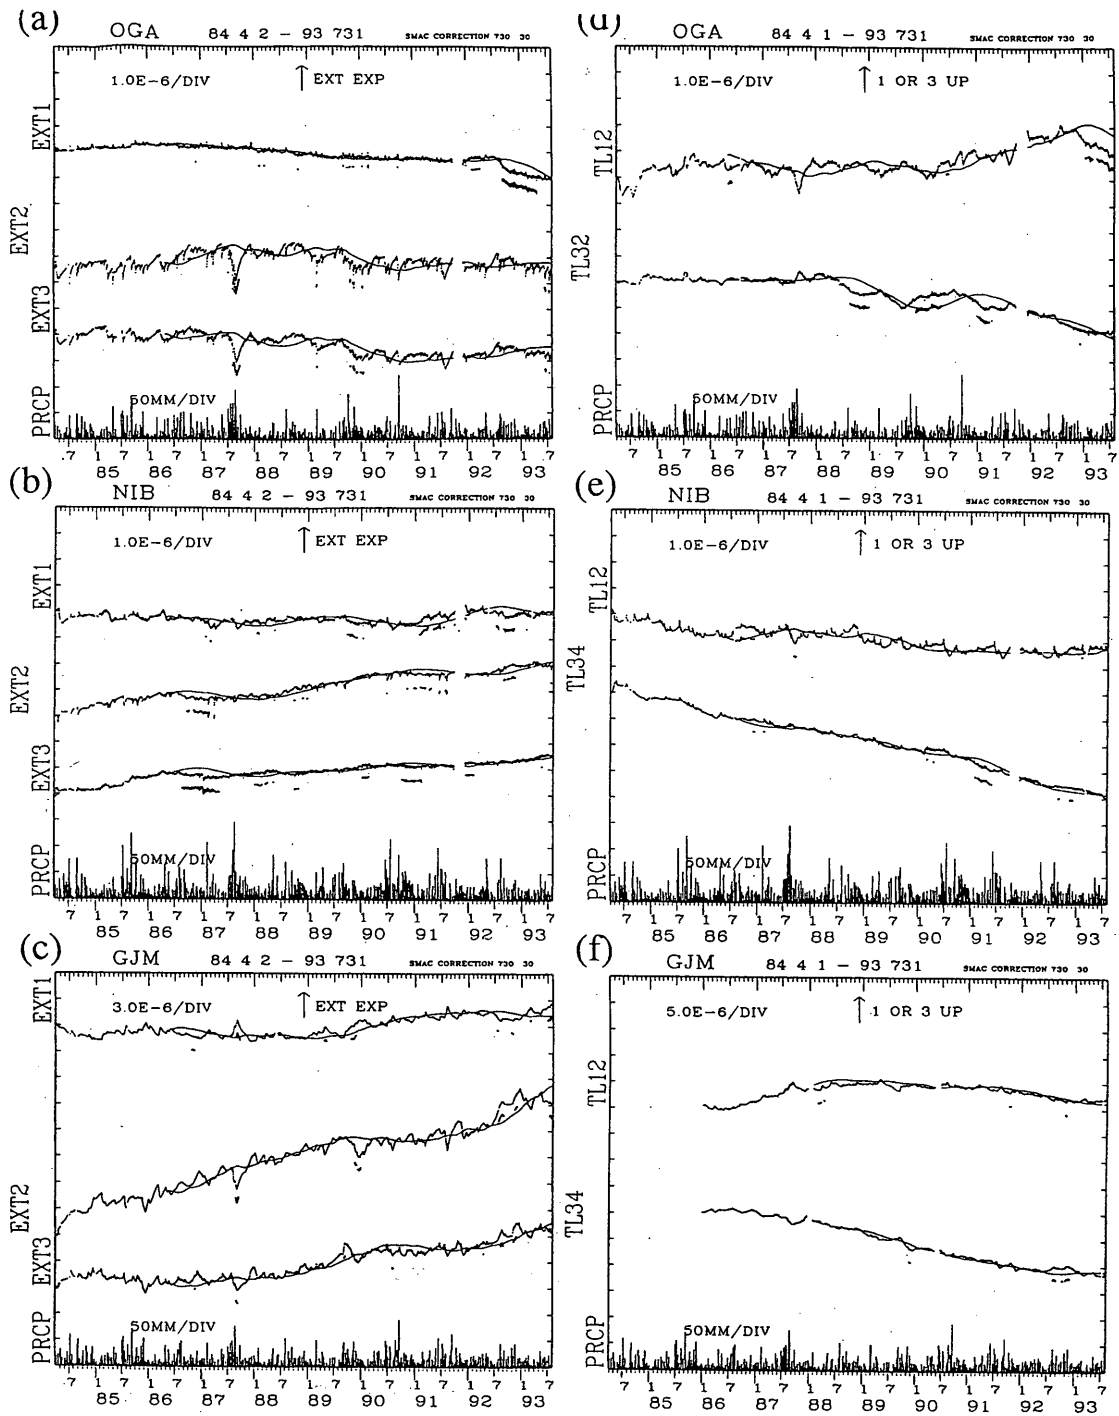 (a)
OGA 84 4 2 - 93 731 SMAC CORRECTION 730 30
1.0E-6/DIV ↑ EXT EXP
EXT1
EXT2
EXT3
PRCP
50MM/DIV
7 1 7 1 7 1 7 1 7 1 7 1 7 1 7 1 7 1 7
85 86 87 88 89 90 91 92 93
(b)
NIB 84 4 2 - 93 731 SMAC CORRECTION 730 30
1.0E-6/DIV ↑ EXT EXP
EXT1
EXT2
EXT3
PRCP
50MM/DIV
7 1 7 1 7 1 7 1 7 1 7 1 7 1 7 1 7 1 7
85 86 87 88 89 90 91 92 93
(c)
GJM 84 4 2 - 93 731 SMAC CORRECTION 730 30
3.0E-6/DIV ↑ EXT EXP
EXT1
EXT2
EXT3
PRCP
50MM/DIV
7 1 7 1 7 1 7 1 7 1 7 1 7 1 7 1 7 1 7
85 86 87 88 89 90 91 92 93
(d)
OGA 84 4 1 - 93 731 SMAC CORRECTION 730 30
1.0E-6/DIV ↑ 1 OR 3 UP
TL12
TL32
PRCP
50MM/DIV
7 1 7 1 7 1 7 1 7 1 7 1 7 1 7 1 7 1 7
85 86 87 88 89 90 91 92 93
(e)
NIB 84 4 1 - 93 731 SMAC CORRECTION 730 30
1.0E-6/DIV ↑ 1 OR 3 UP
TL12
TL34
PRCP
50MM/DIV
7 1 7 1 7 1 7 1 7 1 7 1 7 1 7 1 7 1 7
85 86 87 88 89 90 91 92 93
(f)
GJM 84 4 1 - 93 731 SMAC CORRECTION 730 30
5.0E-6/DIV ↑ 1 OR 3 UP
TL12
TL34
PRCP
50MM/DIV
7 1 7 1 7 1 7 1 7 1 7 1 7 1 7 1 7 1 7
85 86 87 88 89 90 91 92 93